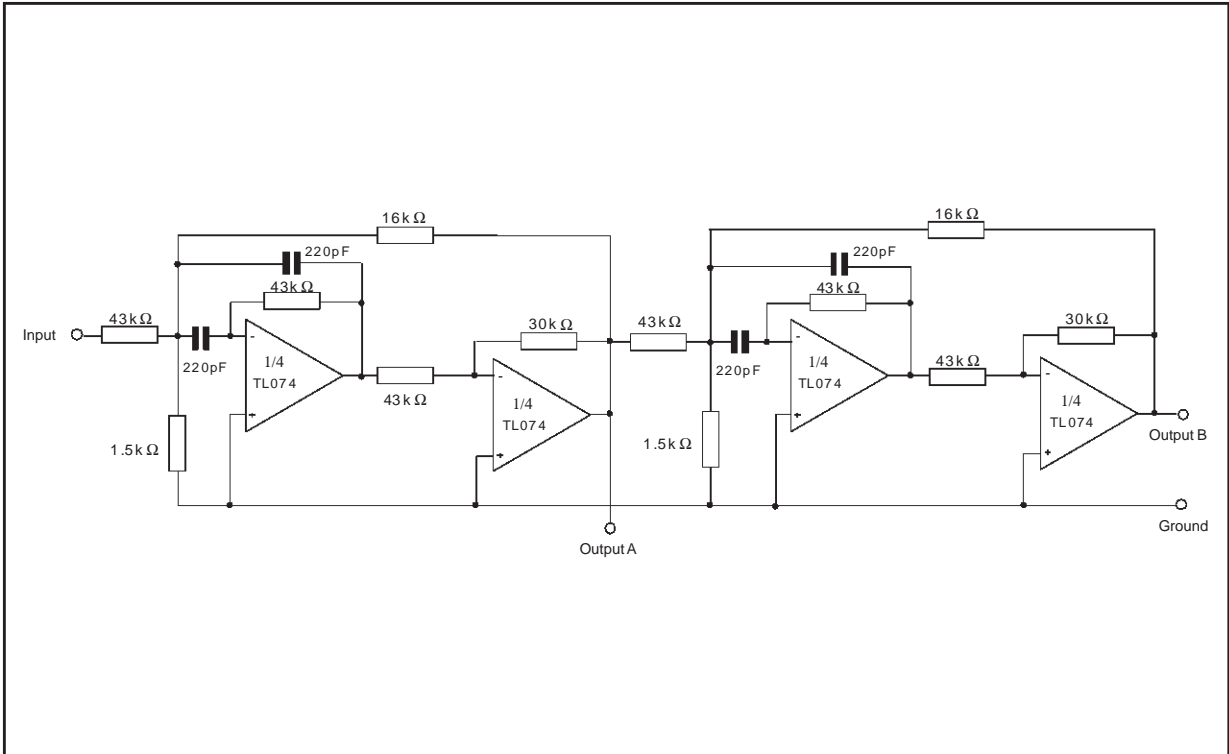 16kΩ
16kΩ
220pF
220pF
43kΩ
43kΩ
43kΩ
30kΩ
43kΩ
30kΩ
Input
-
-
1/4
TL074
220pF
1/4
TL074
220pF
-
-
43kΩ
1/4
TL074
43kΩ
1/4
TL074
+
+
1.5kΩ
1.5kΩ
Output B
+
+
Ground
Output A